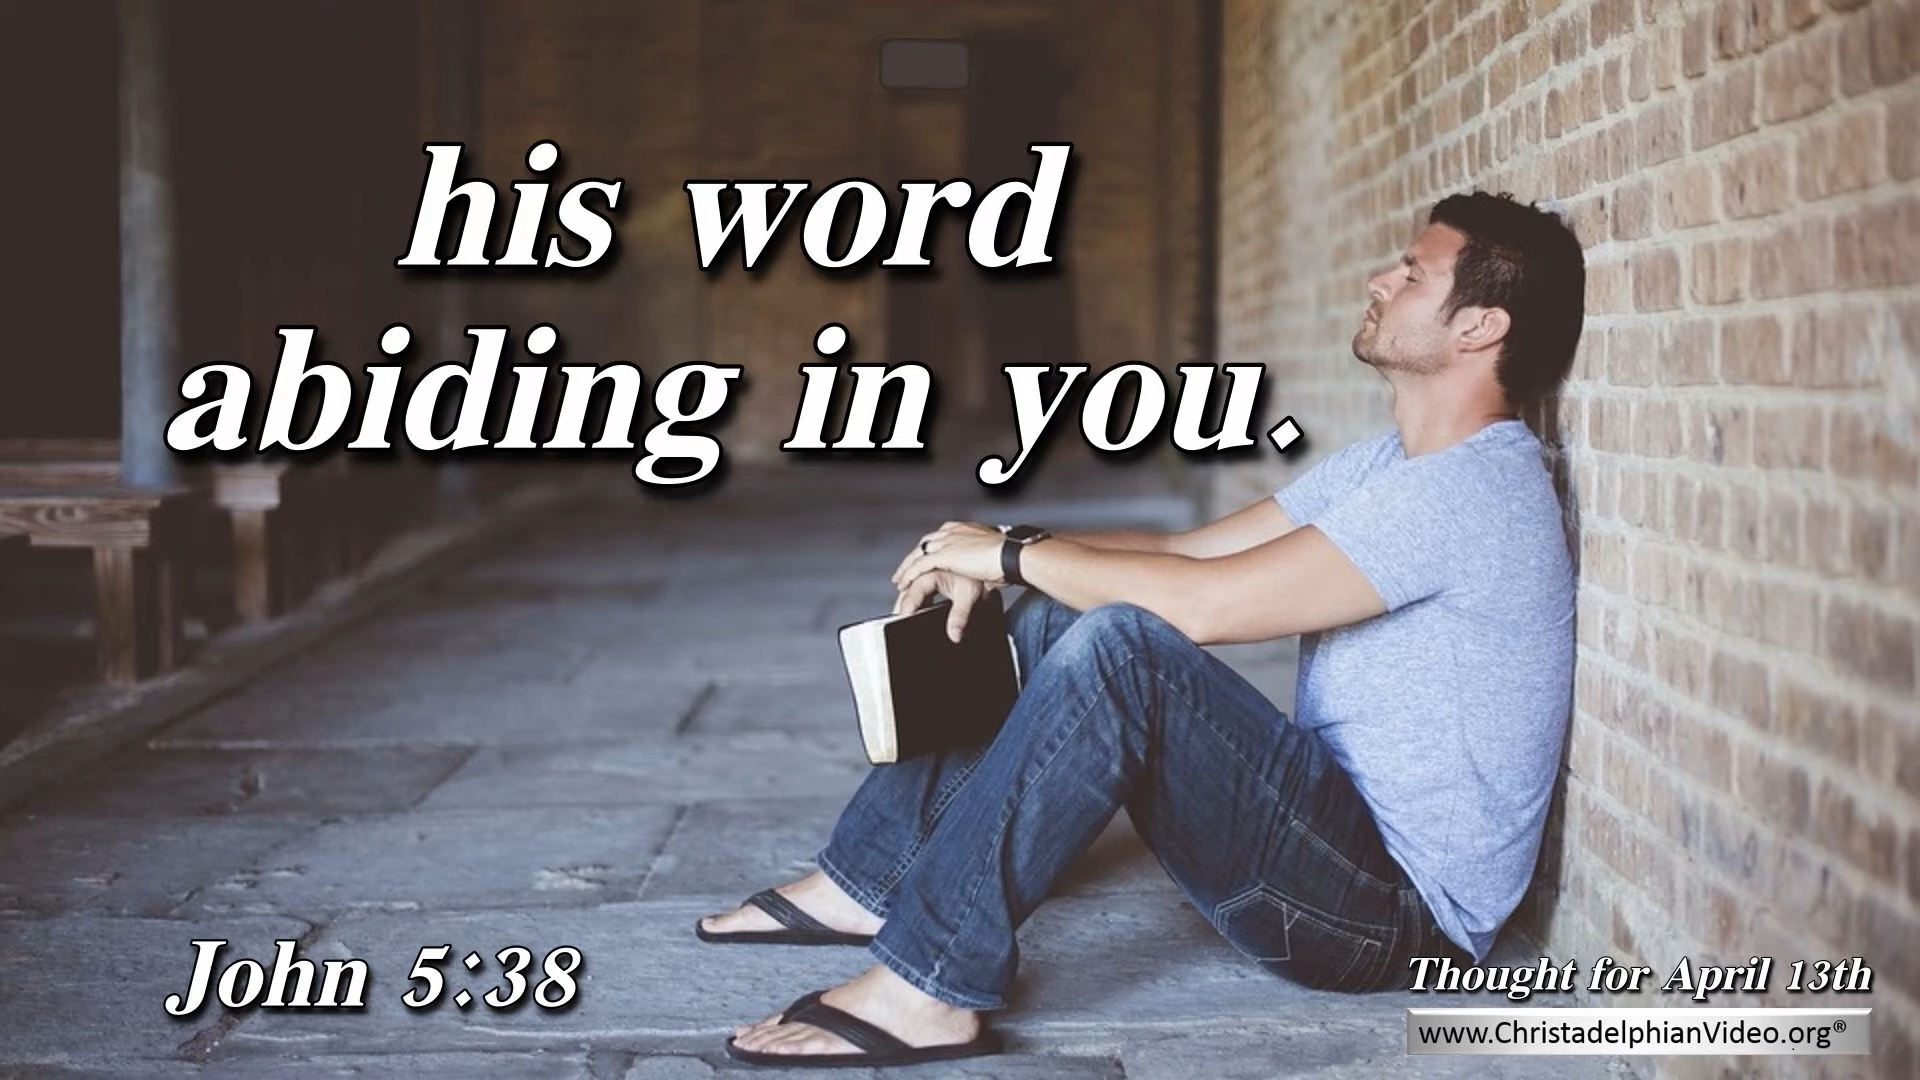 his word
abiding in you.
John 5:38
Thought for April 13th
www.ChristadelphianVideo.org®